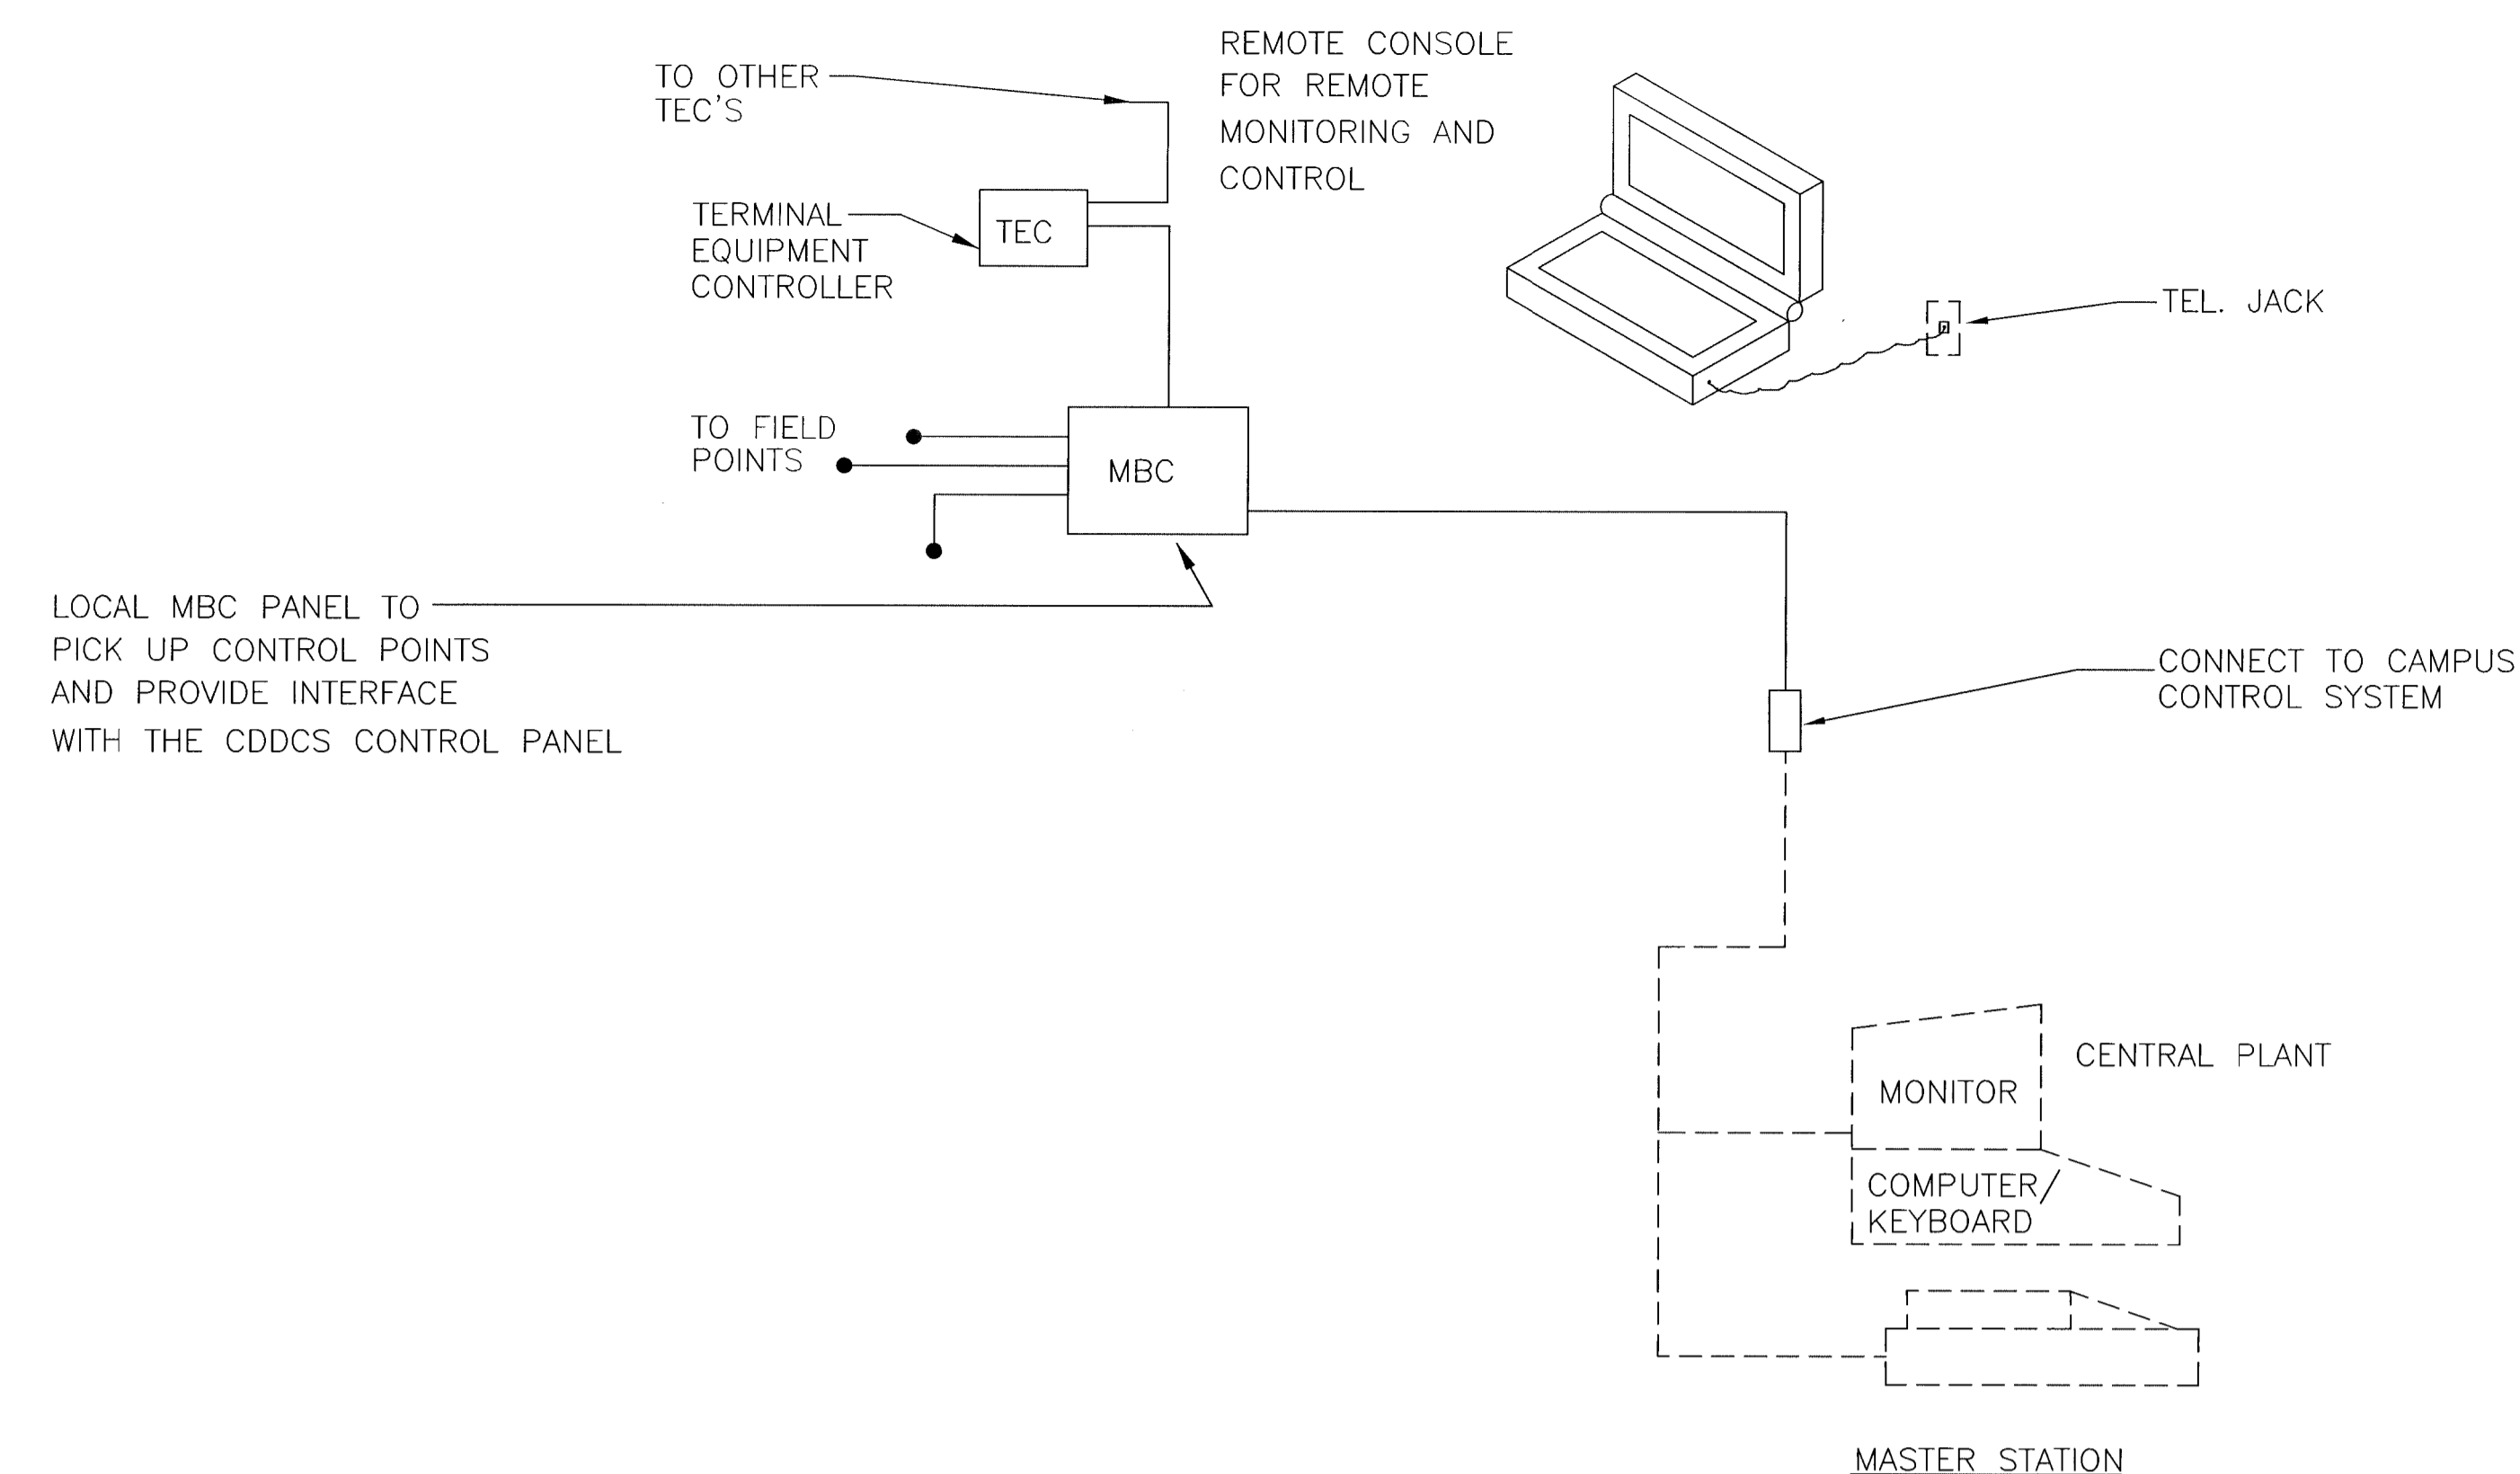 REMOTE CONSOLE
FOR REMOTE
MONITORING AND
CONTROL
TO OTHER
TEC'S
TERMINAL
EQUIPMENT
CONTROLLER
TEC
TEL. JACK
TO FIELD
POINTS
MBC
LOCAL MBC PANEL TO
PICK UP CONTROL POINTS
AND PROVIDE INTERFACE
WITH THE CDDCS CONTROL PANEL
CONNECT TO CAMPUS
CONTROL SYSTEM
CENTRAL PLANT
MONITOR
COMPUTER/
KEYBOARD
MASTER STATION